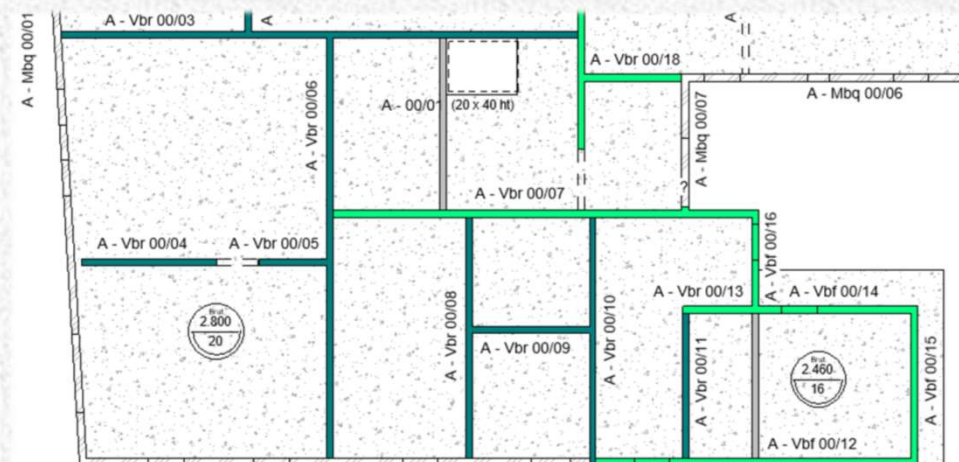 A - Vbr 00/03
A
A
A - Mbq 00/01
A - Vbr 00/18
A - Mbq 00/06
A - Vbr 00/06
A - 00/01
(20 x 40 ht)
A - Mbq 00/07
A - Vbr 00/07
A - Vbr 00/04
A - Vbr 00/05
A - Vbf 00/16
A - Vbr 00/13
A - Vbf 00/14
Brut
2.800
20
A - Vbr 00/08
A - Vbr 00/09
A - Vbr 00/10
A - Vbr 00/11
Brut
2.460
16
A - Vbf 00/15
A - Vbf 00/12